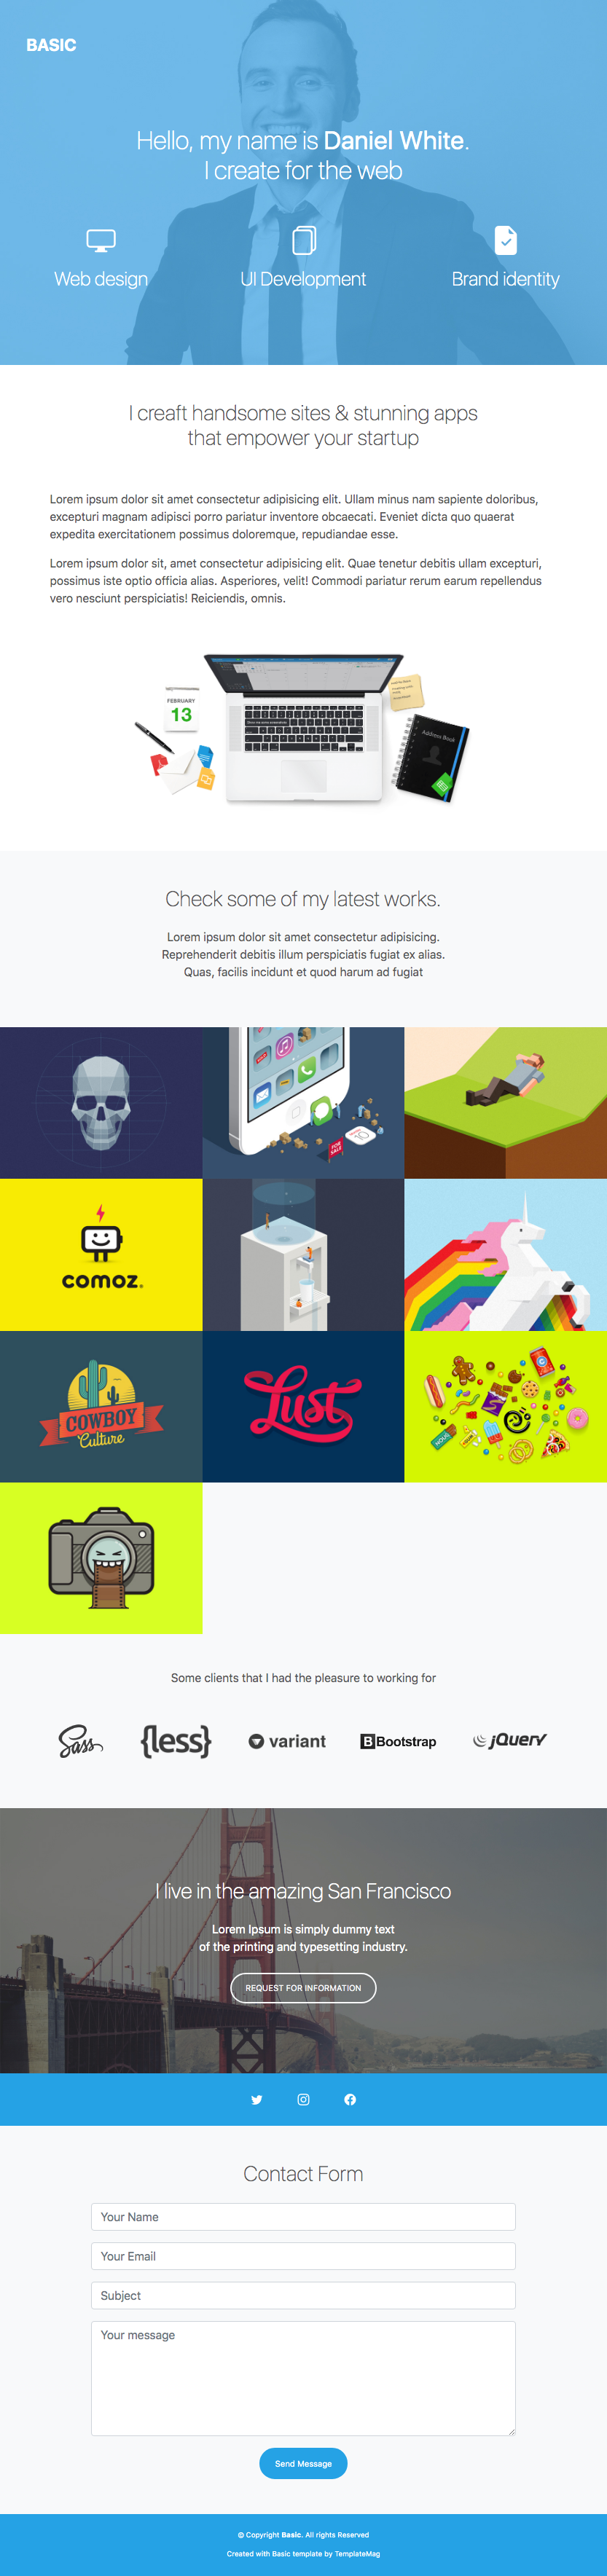 BASIC
Hello, my name is Daniel White.
I create for the web
Web design
UI Development
Brand identity
I creaft handsome sites & stunning apps
that empower your startup
Lorem ipsum dolor sit amet consectetur adipisicing elit. Ullam minus nam sapiente doloribus,
excepturi magnam adipisci porro pariatur inventore obcaecati. Eveniet dicta quo quaerat
expedita exercitationem possimus doloremque, repudiandae esse.
Lorem ipsum dolor sit, amet consectetur adipisicing elit. Quae tenetur debitis ullam excepturi,
possimus iste optio officia alias. Asperiores, velit! Commodi pariatur rerum earum repellendus
vero nesciunt perspiciatis! Reiciendis, omnis.
FEBRUARY
13
Address Book
Check some of my latest works.
Lorem ipsum dolor sit amet consectetur adipisicing.
Reprehenderit debitis illum perspiciatis fugiat ex alias.
Quas, facilis incidunt et quod harum ad fugiat
FOR
SALE
comoz
COWBOY
Culture
Lust
Some clients that I had the pleasure to working for
Sass
{less}
variant
B Bootstrap
jQuery
I live in the amazing San Francisco
Lorem Ipsum is simply dummy text
of the printing and typesetting industry.
REQUEST FOR INFORMATION
Contact Form
Your Name
Your Email
Subject
Your message
Send Message
© Copyright Basic. All rights Reserved
Created with Basic template by TemplateMag